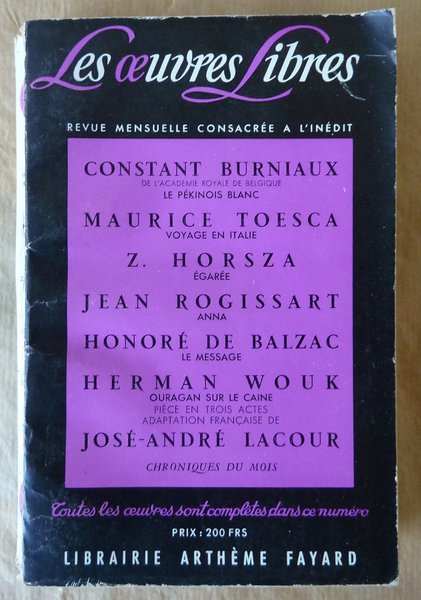 Les œuvres Libres
REVUE MENSUELLE CONSACRÉE A L'INÉDIT
CONSTANT BURNIAUX
DE L'ACADEMIE ROYALE DE BELGIQUE
LE PÉKINOIS BLANC
MAURICE TOESCA
VOYAGE EN ITALIE
Z. HORSZA
ÉGARÉE
JEAN ROGISSART
ANNA
HONORÉ DE BALZAC
LE MESSAGE
HERMAN WOUK
OURAGAN SUR LE CAINE
PIÈCE EN TROIS ACTES
ADAPTATION FRANÇAISE DE
JOSÉ-ANDRÉ LACOUR
CHRONIQUES DU MOIS
Toutes les œuvres sont complètes dans ce numéro
PRIX : 200 FRS
LIBRAIRIE ARTHÈME FAYARD